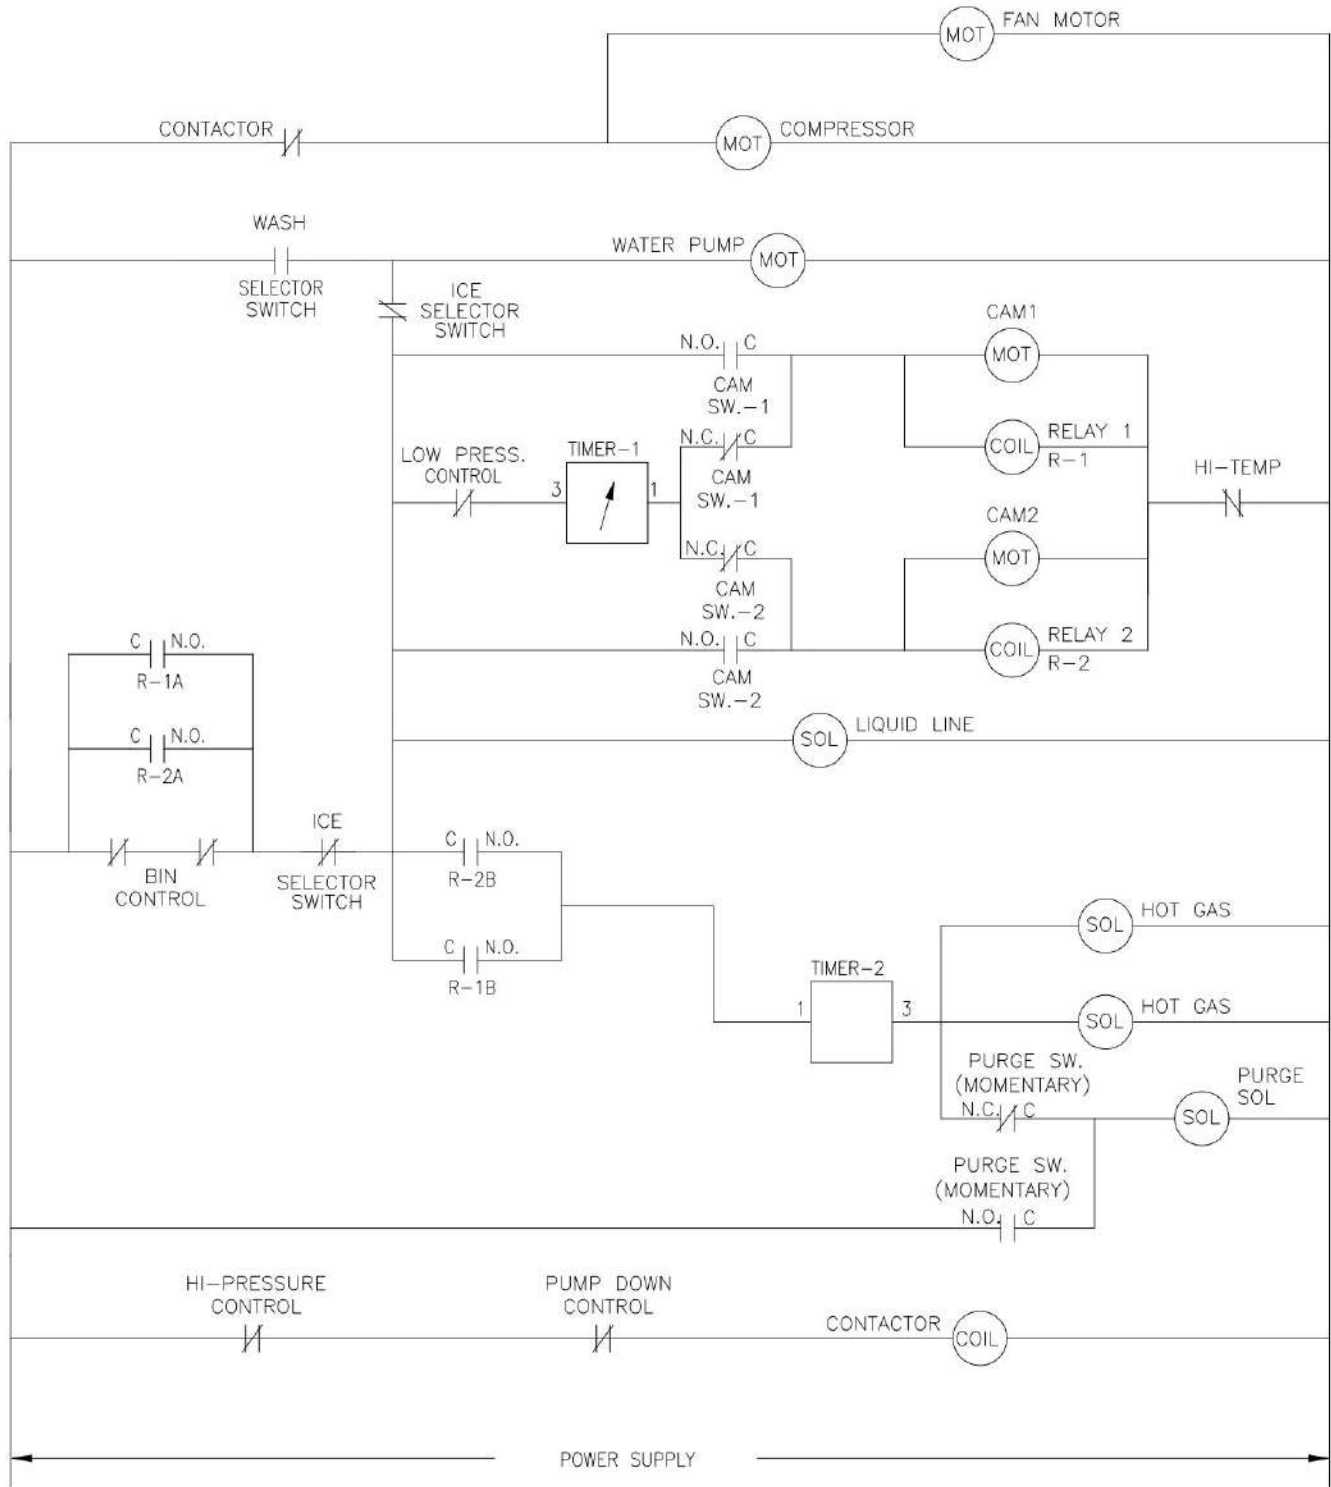 MOT FAN MOTOR
CONTACTOR
MOT COMPRESSOR
WASH
SELECTOR
SWITCH
WATER PUMP MOT
ICE
SELECTOR
SWITCH
N.O. C
CAM
SW.-1
CAM1
MOT
LOW PRESS.
CONTROL
3 TIMER-1 1
N.C. C
CAM
SW.-1
COIL RELAY 1
R-1
HI-TEMP
N.C. C
CAM
SW.-2
CAM2
MOT
N.O. C
CAM
SW.-2
COIL RELAY 2
R-2
C N.O.
R-1A
C N.O.
R-2A
SOL LIQUID LINE
BIN
CONTROL
ICE
SELECTOR
SWITCH
C N.O.
R-2B
C N.O.
R-1B
TIMER-2
1 3
SOL HOT GAS
SOL HOT GAS
PURGE SW.
(MOMENTARY)
N.C. C
SOL PURGE
SOL
PURGE SW.
(MOMENTARY)
N.O. C
HI-PRESSURE
CONTROL
PUMP DOWN
CONTROL
CONTACTOR COIL
POWER SUPPLY